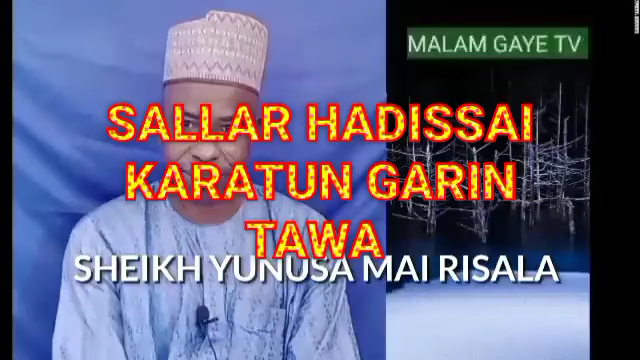 MALAM GAYE TV
SALLAR HADISSAI
KARATUN GARIN
TAWA
SHEIKH YUNUSA MAI RISALA